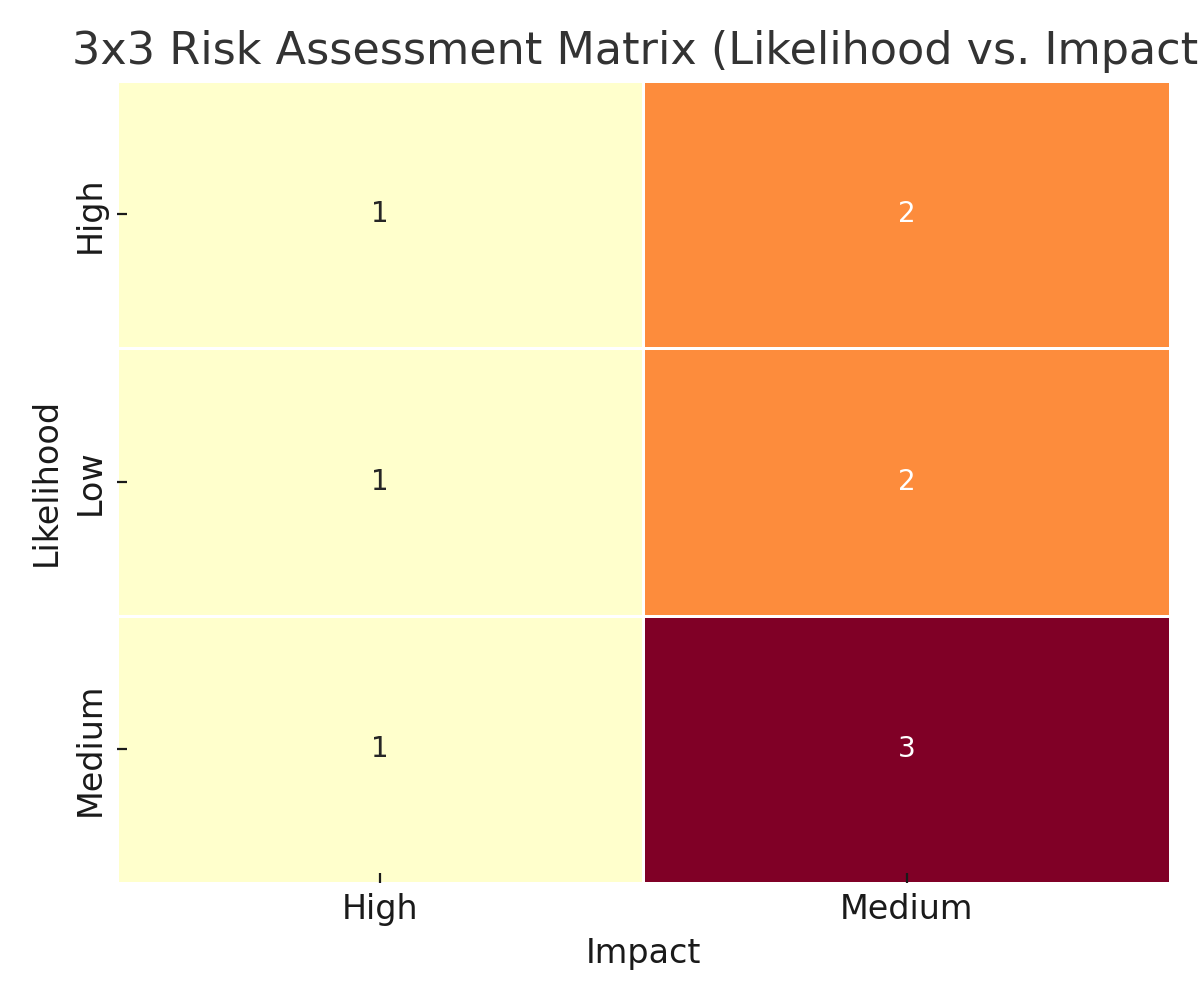 3x3 Risk Assessment Matrix (Likelihood vs. Impact
High
1
2
Likelihood
Low
1
2
Medium
1
3
High
Medium
Impact